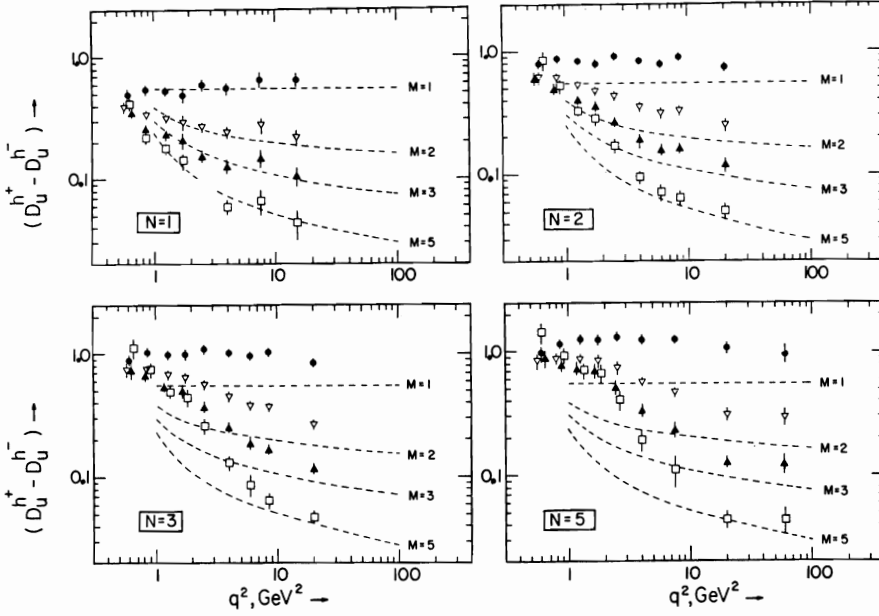 1.0
0.1
(D_u^{h^+} - D_u^{h^-}) →
N=1
M=1
M=2
M=3
M=5
1
10
100
1.0
0.1
N=2
M=1
M=2
M=3
M=5
1
10
100
1.0
0.1
(D_u^{h^+} - D_u^{h^-}) →
N=3
M=1
M=2
M=3
M=5
1
10
100
q², GeV² →
1.0
0.1
N=5
M=1
M=2
M=3
M=5
1
10
100
q², GeV² →